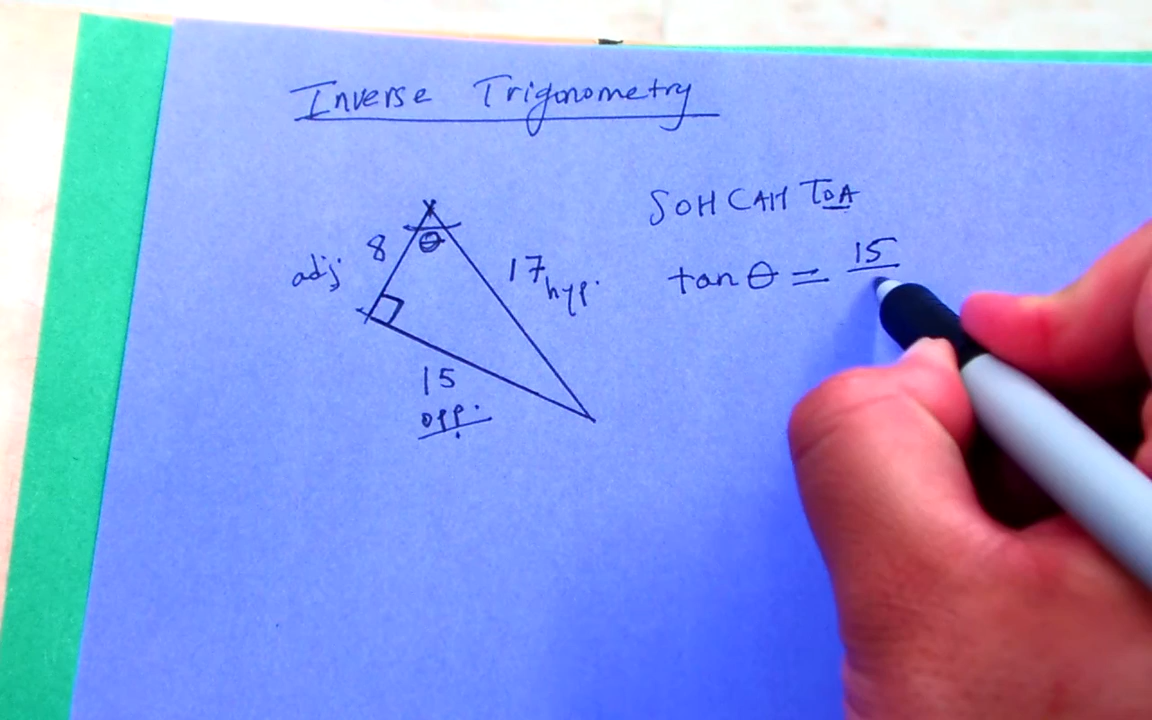 Inverse Trigonometry
SOH CAH TOA
tan θ = 15
8
θ
adj
17
hyp.
15
opp.